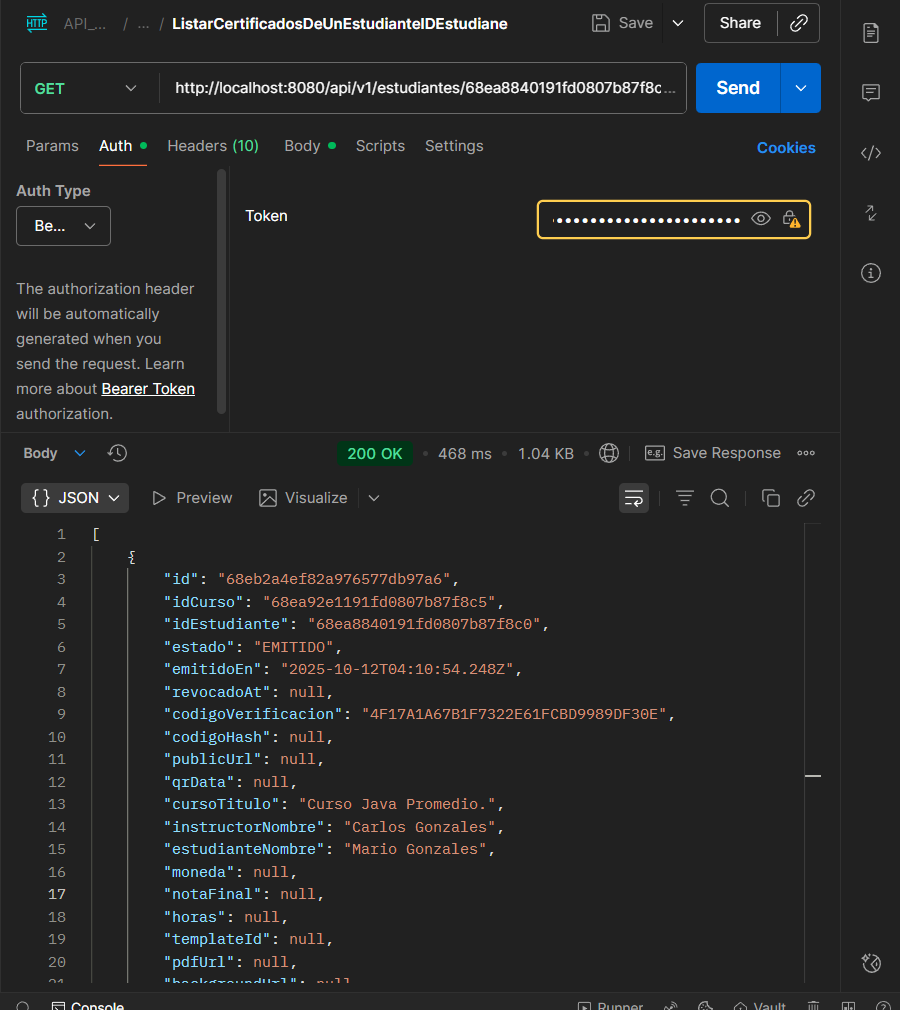 HTTP API_... / ... / ListarCertificadosDeUnEstudianteIDEstudiane Save Share
GET http://localhost:8080/api/v1/estudiantes/68ea8840191fd0807b87f8c... Send
Params Auth Headers (10) Body Scripts Settings Cookies
Auth Type
Be...
Token
The authorization header
will be automatically
generated when you
send the request. Learn
more about Bearer Token
authorization.
Body 200 OK • 468 ms • 1.04 KB • e.g. Save Response
{} JSON Preview Visualize
1 [
2 {
3 "id": "68eb2a4ef82a976577db97a6",
4 "idCurso": "68ea92e1191fd0807b87f8c5",
5 "idEstudiante": "68ea8840191fd0807b87f8c0",
6 "estado": "EMITIDO",
7 "emitidoEn": "2025-10-12T04:10:54.248Z",
8 "revocadoAt": null,
9 "codigoVerificacion": "4F17A1A67B1F7322E61FCBD9989DF30E",
10 "codigoHash": null,
11 "publicUrl": null,
12 "qrData": null,
13 "cursoTitulo": "Curso Java Promedio.",
14 "instructorNombre": "Carlos Gonzales",
15 "estudianteNombre": "Mario Gonzales",
16 "moneda": null,
17 "notaFinal": null,
18 "horas": null,
19 "templateId": null,
20 "pdfUrl": null,
21 "backgroundUrl": null
Console Runner Vault